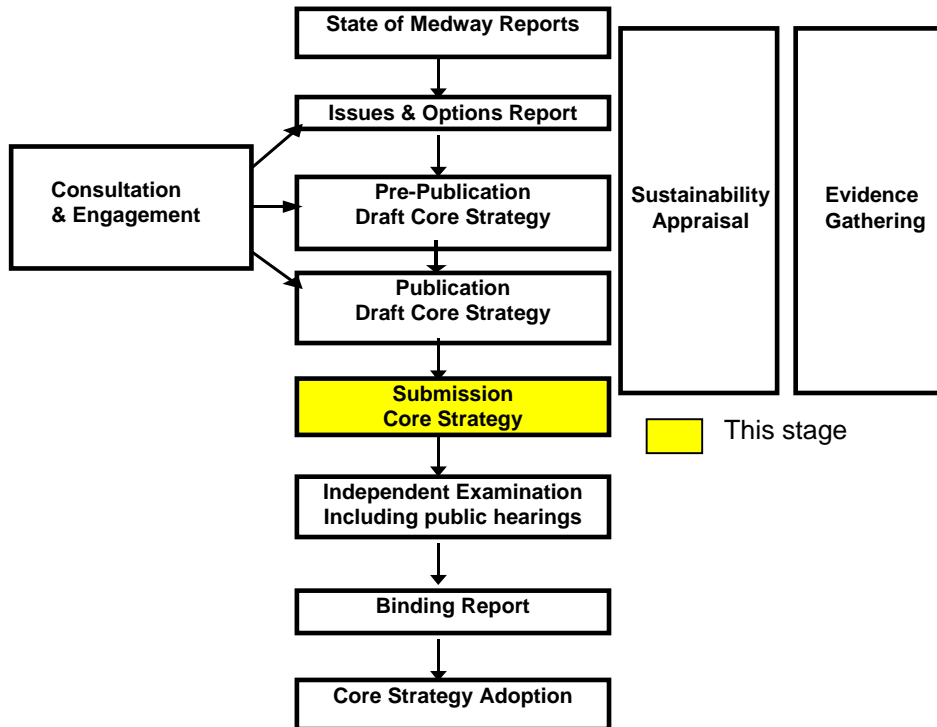 State of Medway Reports
Issues & Options Report
Consultation
& Engagement
Pre-Publication
Draft Core Strategy
Publication
Draft Core Strategy
Submission
Core Strategy
Independent Examination
Including public hearings
Binding Report
Core Strategy Adoption
Sustainability
Appraisal
Evidence
Gathering
This stage